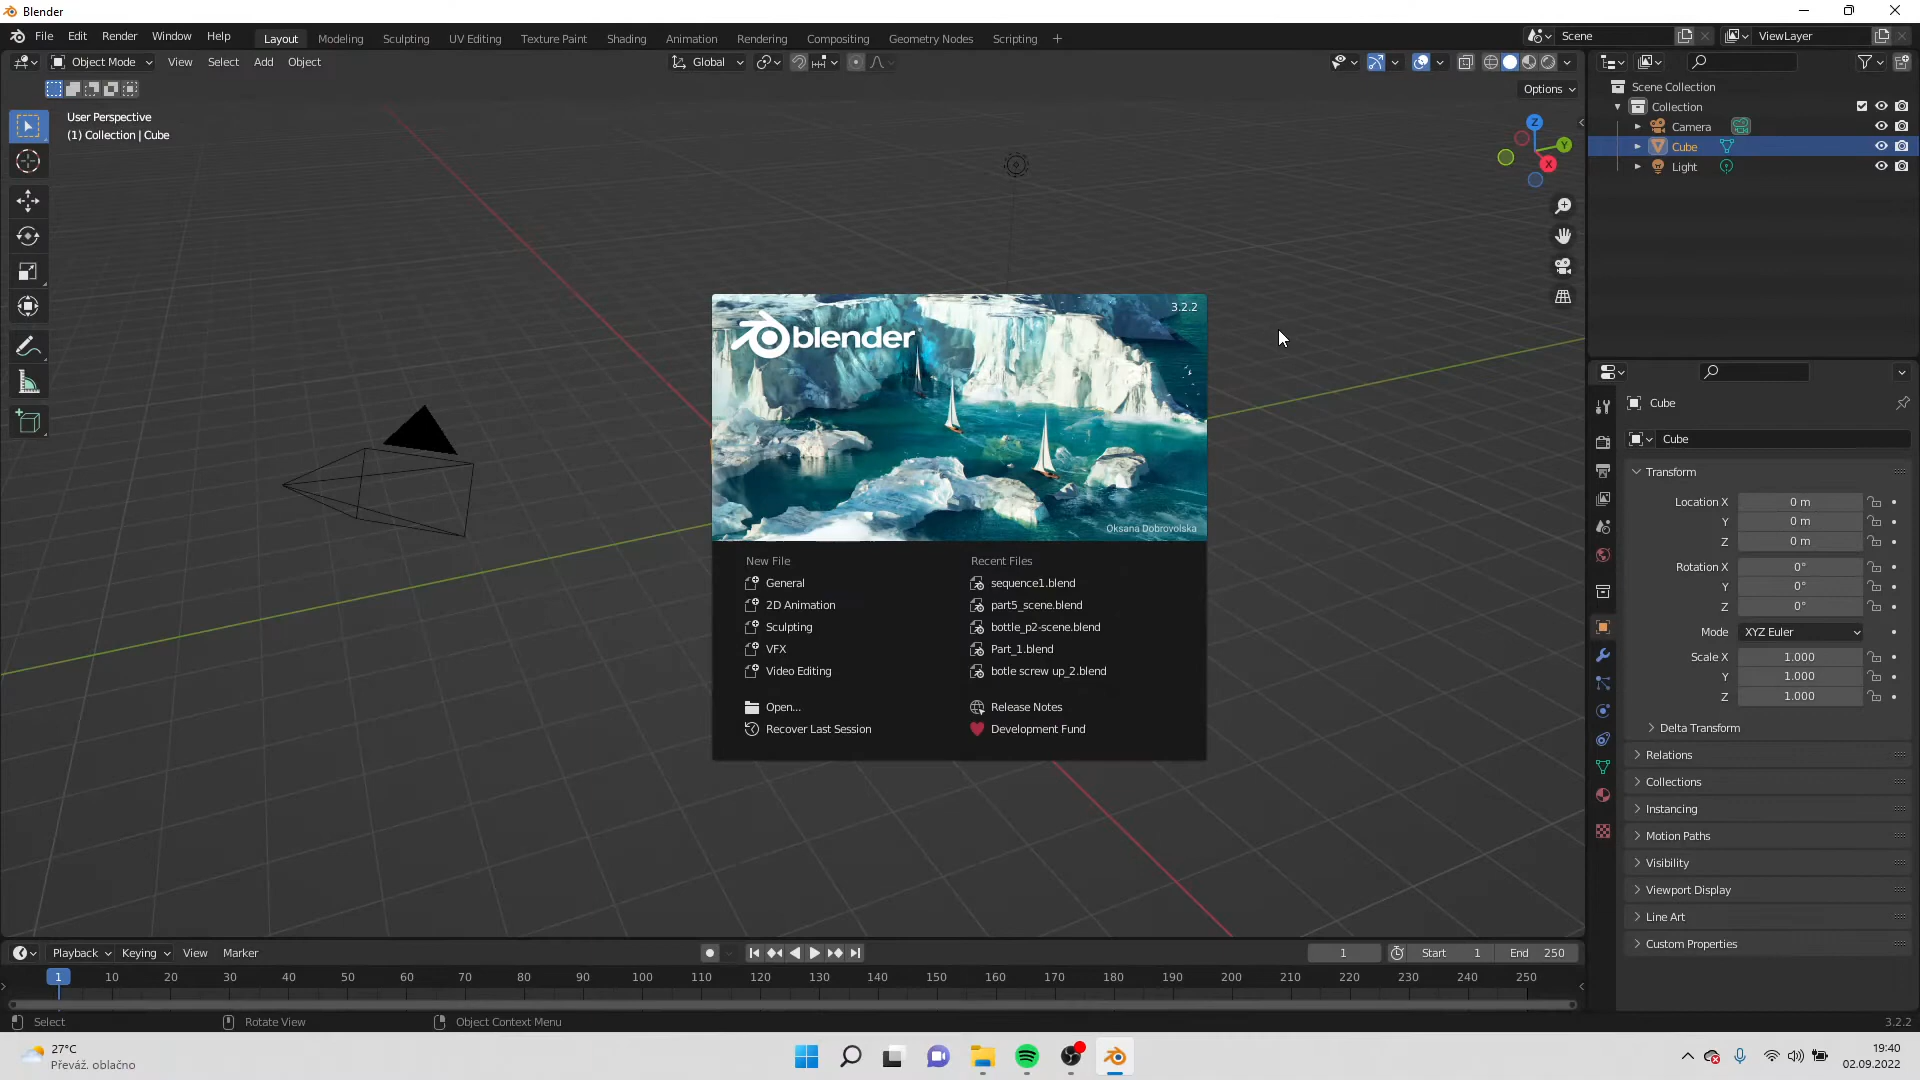 Blender
File Edit Render Window Help Layout Modeling Sculpting UV Editing Texture Paint Shading Animation Rendering Compositing Geometry Nodes Scripting + Scene ViewLayer
Object Mode View Select Add Object Global
Options
User Perspective
(1) Collection | Cube
Z
Y
X
Scene Collection
Collection
Camera
Cube
Light
3.2.2
blender
Oksana Dobrovolska
New File Recent Files
General sequence1.blend
2D Animation part5_scene.blend
Sculpting bottle_p2-scene.blend
VFX Part_1.blend
Video Editing botle screw up_2.blend
Open... Release Notes
Recover Last Session Development Fund
Cube
Cube
Transform
Location X 0 m
Y 0 m
Z 0 m
Rotation X 0°
Y 0°
Z 0°
Mode XYZ Euler
Scale X 1.000
Y 1.000
Z 1.000
Delta Transform
Relations
Collections
Instancing
Motion Paths
Visibility
Viewport Display
Line Art
Custom Properties
Playback Keying View Marker 1 Start 1 End 250
1 10 20 30 40 50 60 70 80 90 100 110 120 130 140 150 160 170 180 190 200 210 220 230 240 250
Select Rotate View Object Context Menu 3.2.2
27°C
Převáž. oblačno
19:40
02.09.2022